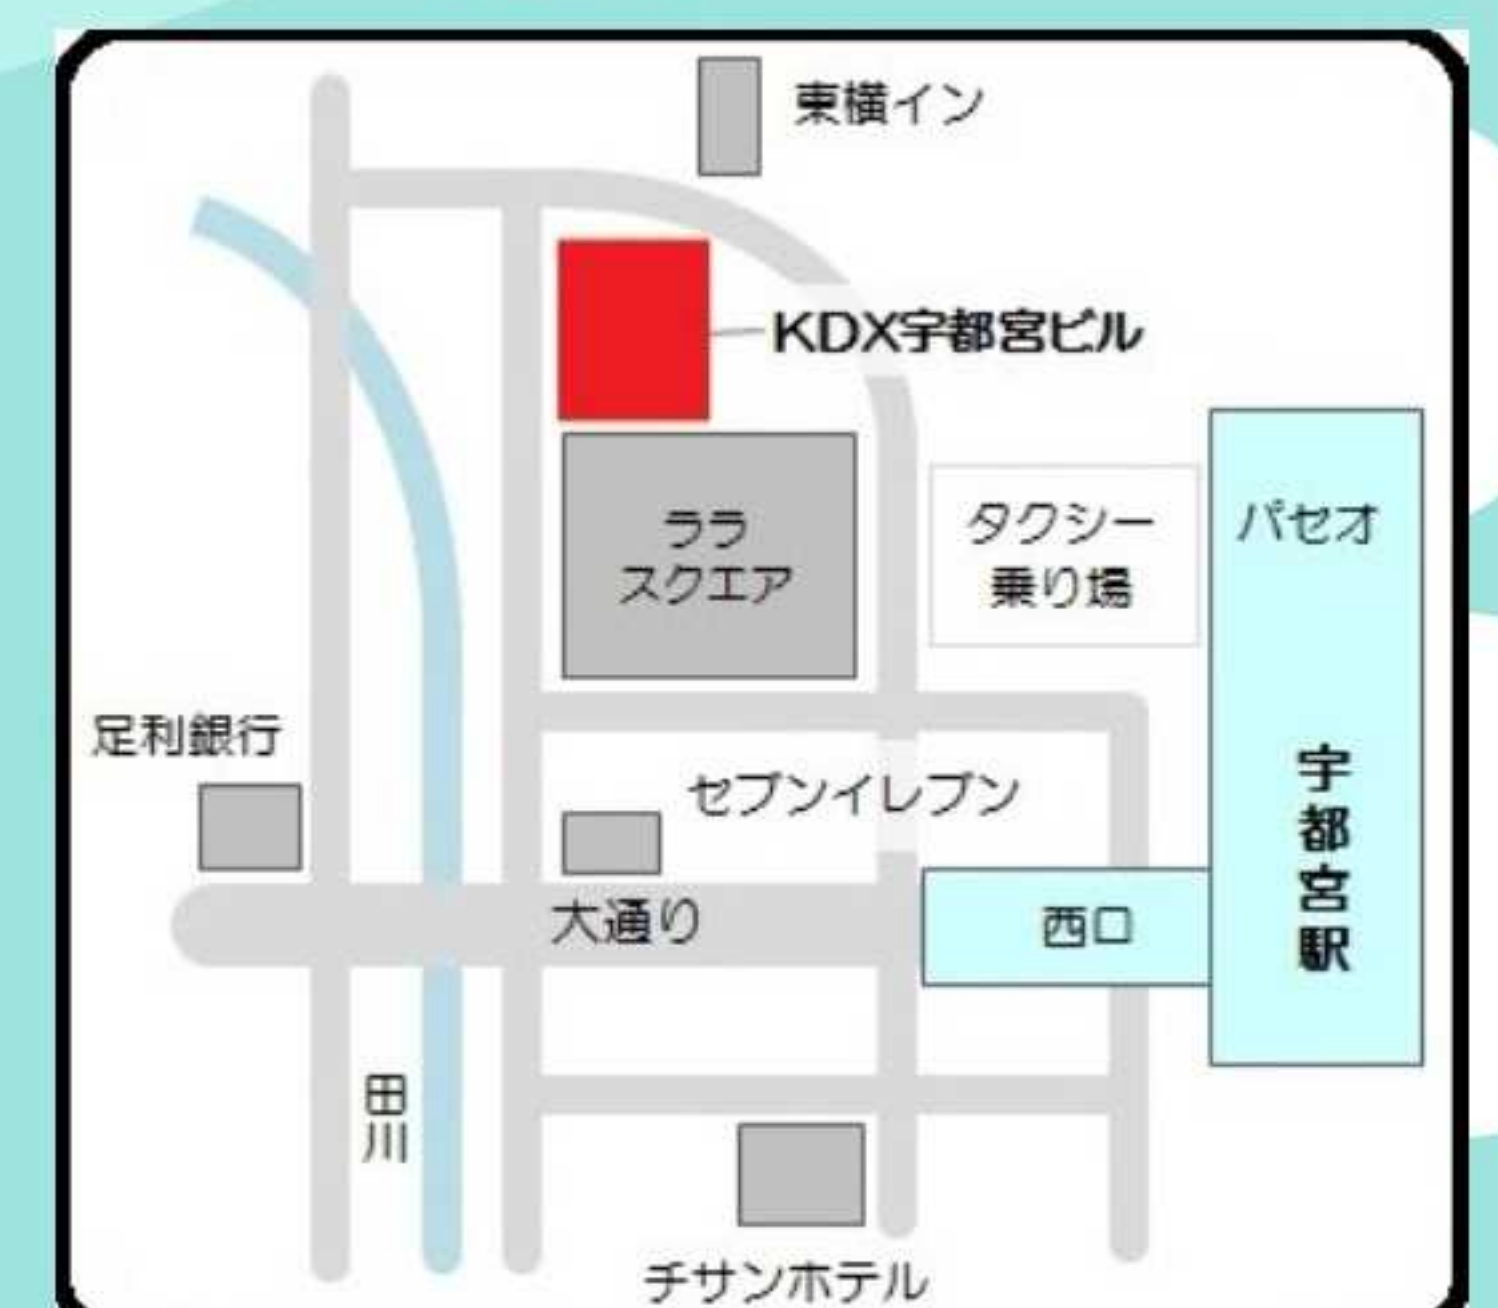 東横イン
KDX宇都宮ビル
ララ
スクエア
タクシー
乗り場
パセオ
足利銀行
セブンイレブン
宇都宮駅
大通り
西口
田川
チサンホテル